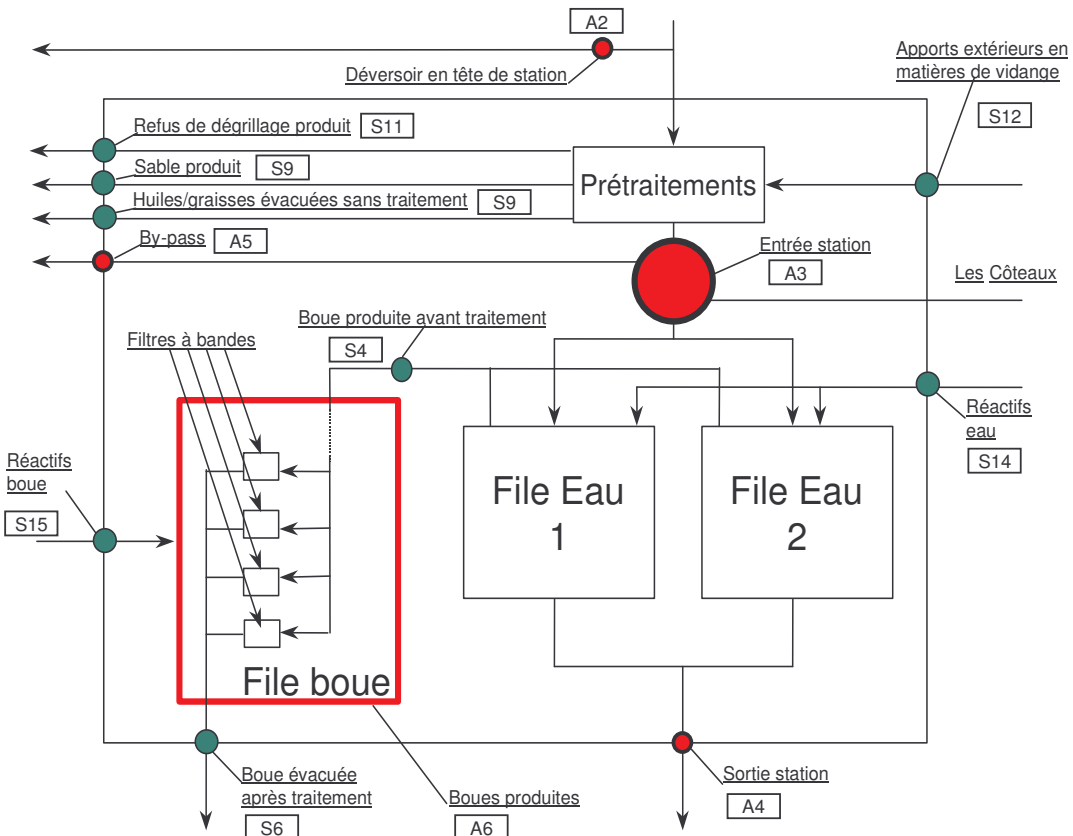 A2
Déversoir en tête de station
Apports extérieurs en
matières de vidange
S12
Refus de dégrillage produit S11
Sable produit S9
Huiles/graisses évacuées sans traitement S9
By-pass A5
Prétraitements
Entrée station
A3
Les Côteaux
Boue produite avant traitement
S4
Filtres à bandes
Réactifs
eau
S14
Réactifs
boue
S15
File Eau
1
File Eau
2
File boue
Boue évacuée
après traitement
S6
Boues produites
A6
Sortie station
A4